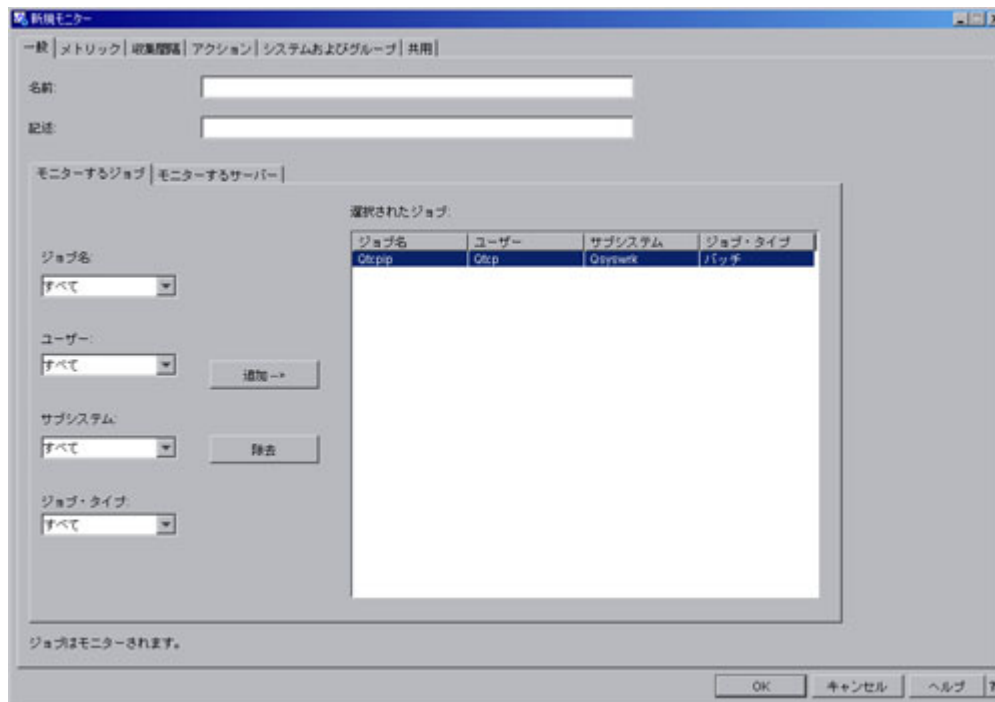 新規モニター
一般 メトリック 収集間隔 アクション システムおよびグループ 共用
名前:
記述:
モニターするジョブ モニターするサーバー
選択されたジョブ:
ジョブ名 ユーザー サブシステム ジョブ・タイプ
Qtcpip Qtcp Qsyswrk バッチ
ジョブ名:
すべて
ユーザー:
すべて
追加-->
サブシステム:
すべて
除去
ジョブ・タイプ:
すべて
ジョブはモニターされます。
OK キャンセル ヘルプ ?